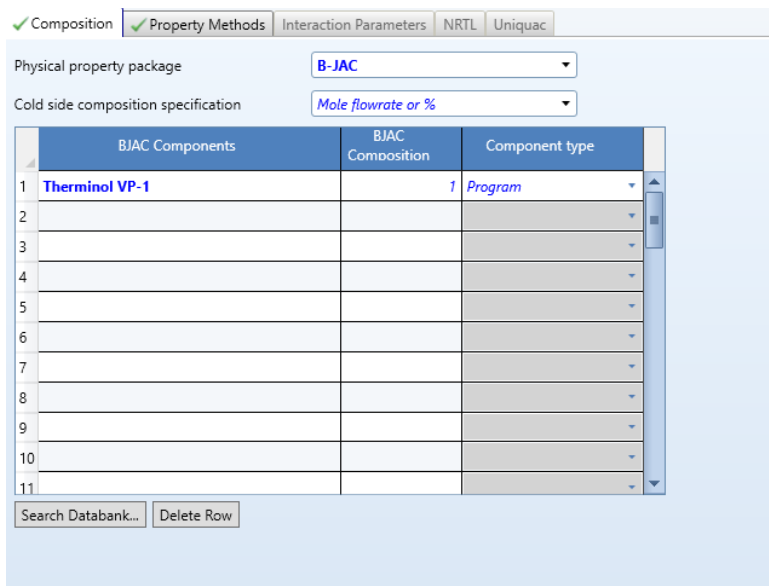 Composition Property Methods Interaction Parameters NRTL Uniquac
Physical property package B-JAC
Cold side composition specification Mole flowrate or %
BJAC Components BJAC Composition Component type
1 Therminol VP-1 1 Program
2
3
4
5
6
7
8
9
10
11
Search Databank... Delete Row